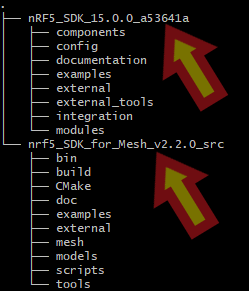 .
├── nRF5_SDK_15.0.0_a53641a
│   ├── components
│   ├── config
│   ├── documentation
│   ├── examples
│   ├── external
│   ├── external_tools
│   ├── integration
│   └── modules
└── nrf5_SDK_for_Mesh_v2.2.0_src
    ├── bin
    ├── build
    ├── CMake
    ├── doc
    ├── examples
    ├── external
    ├── mesh
    ├── models
    ├── scripts
    └── tools